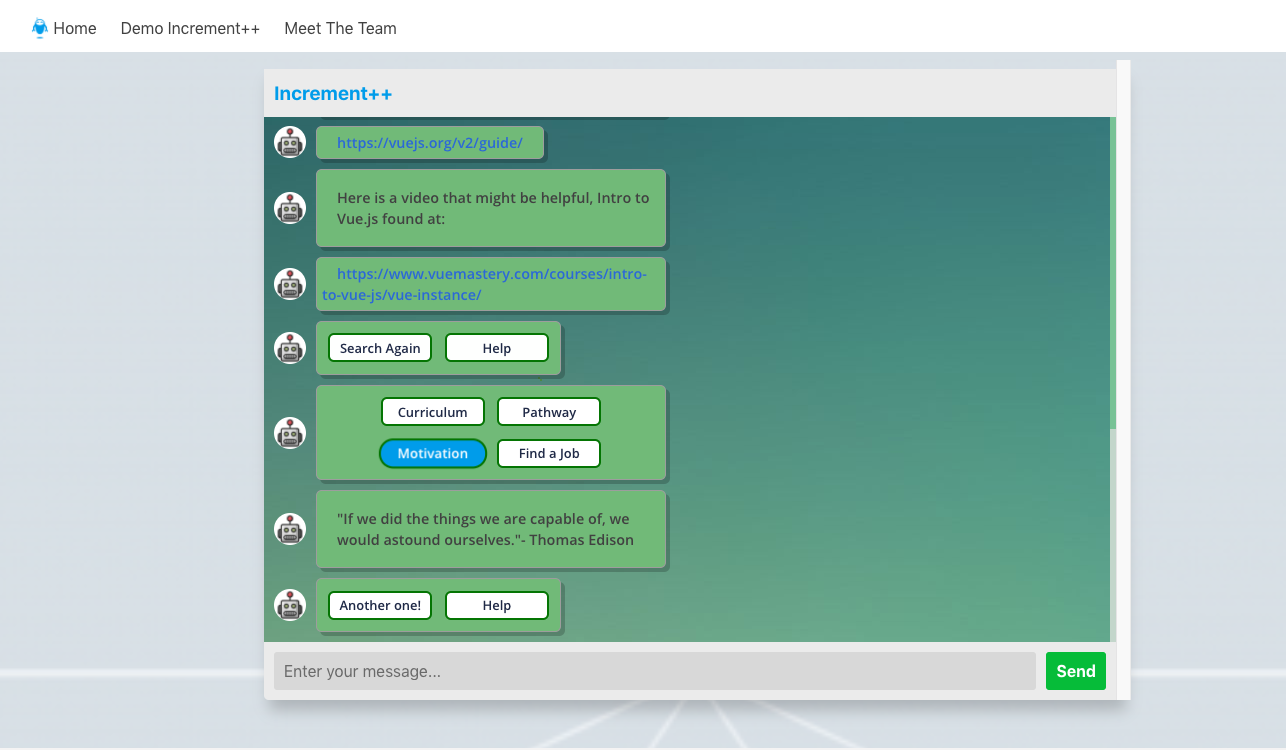 Home Demo Increment++ Meet The Team
Increment++
https://vuejs.org/v2/guide/
Here is a video that might be helpful, Intro to
Vue.js found at:
https://www.vuemastery.com/courses/intro-
to-vue-js/vue-instance/
Search Again Help
Curriculum Pathway
Motivation Find a Job
"If we did the things we are capable of, we
would astound ourselves."- Thomas Edison
Another one! Help
Enter your message...
Send